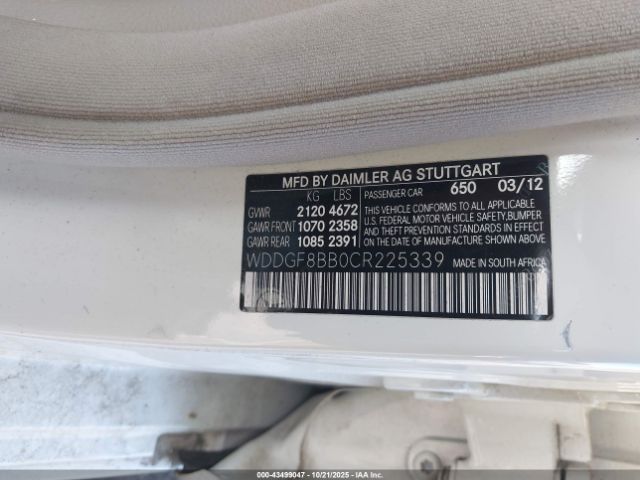 MFD BY DAIMLER AG STUTTGART
KG LBS PASSENGER CAR 650 03/12
GVWR 2120 4672
GAWR FRONT 1070 2358
GAWR REAR 1085 2391
THIS VEHICLE CONFORMS TO ALL APPLICABLE
U.S. FEDERAL MOTOR VEHICLE SAFETY, BUMPER
AND THEFT PREVENTION STANDARDS IN EFFECT
ON THE DATE OF MANUFACTURE SHOWN ABOVE.
WDDGF8BB0CR225339 MADE IN SOUTH AFRICA
000-43499047 - 10/21/2025 - IAAI.COM